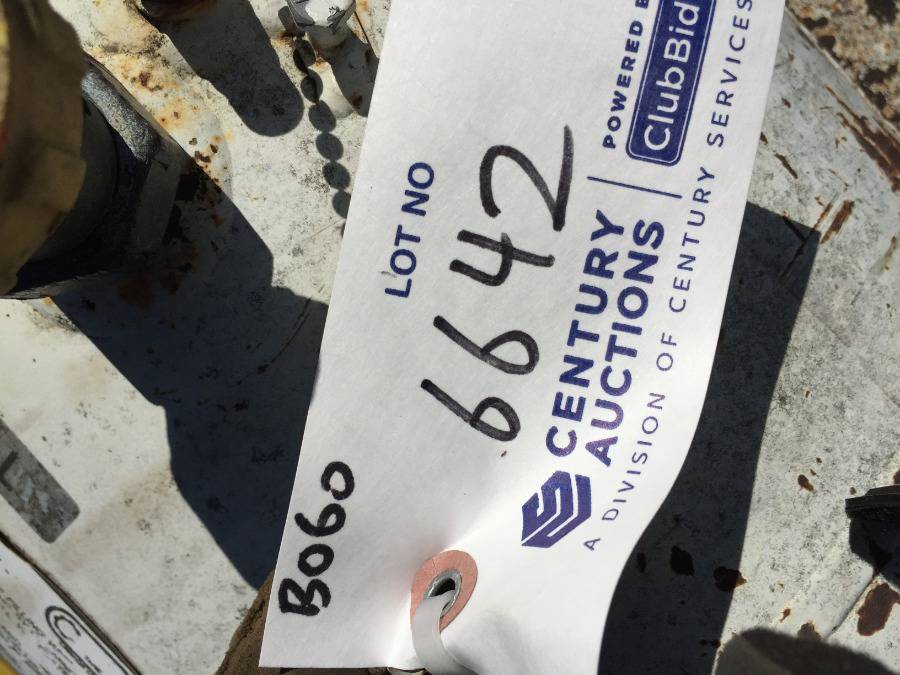 B060
LOT NO
6642
CENTURY
AUCTIONS
POWERED B
ClubBid
A DIVISION OF CENTURY SERVICES